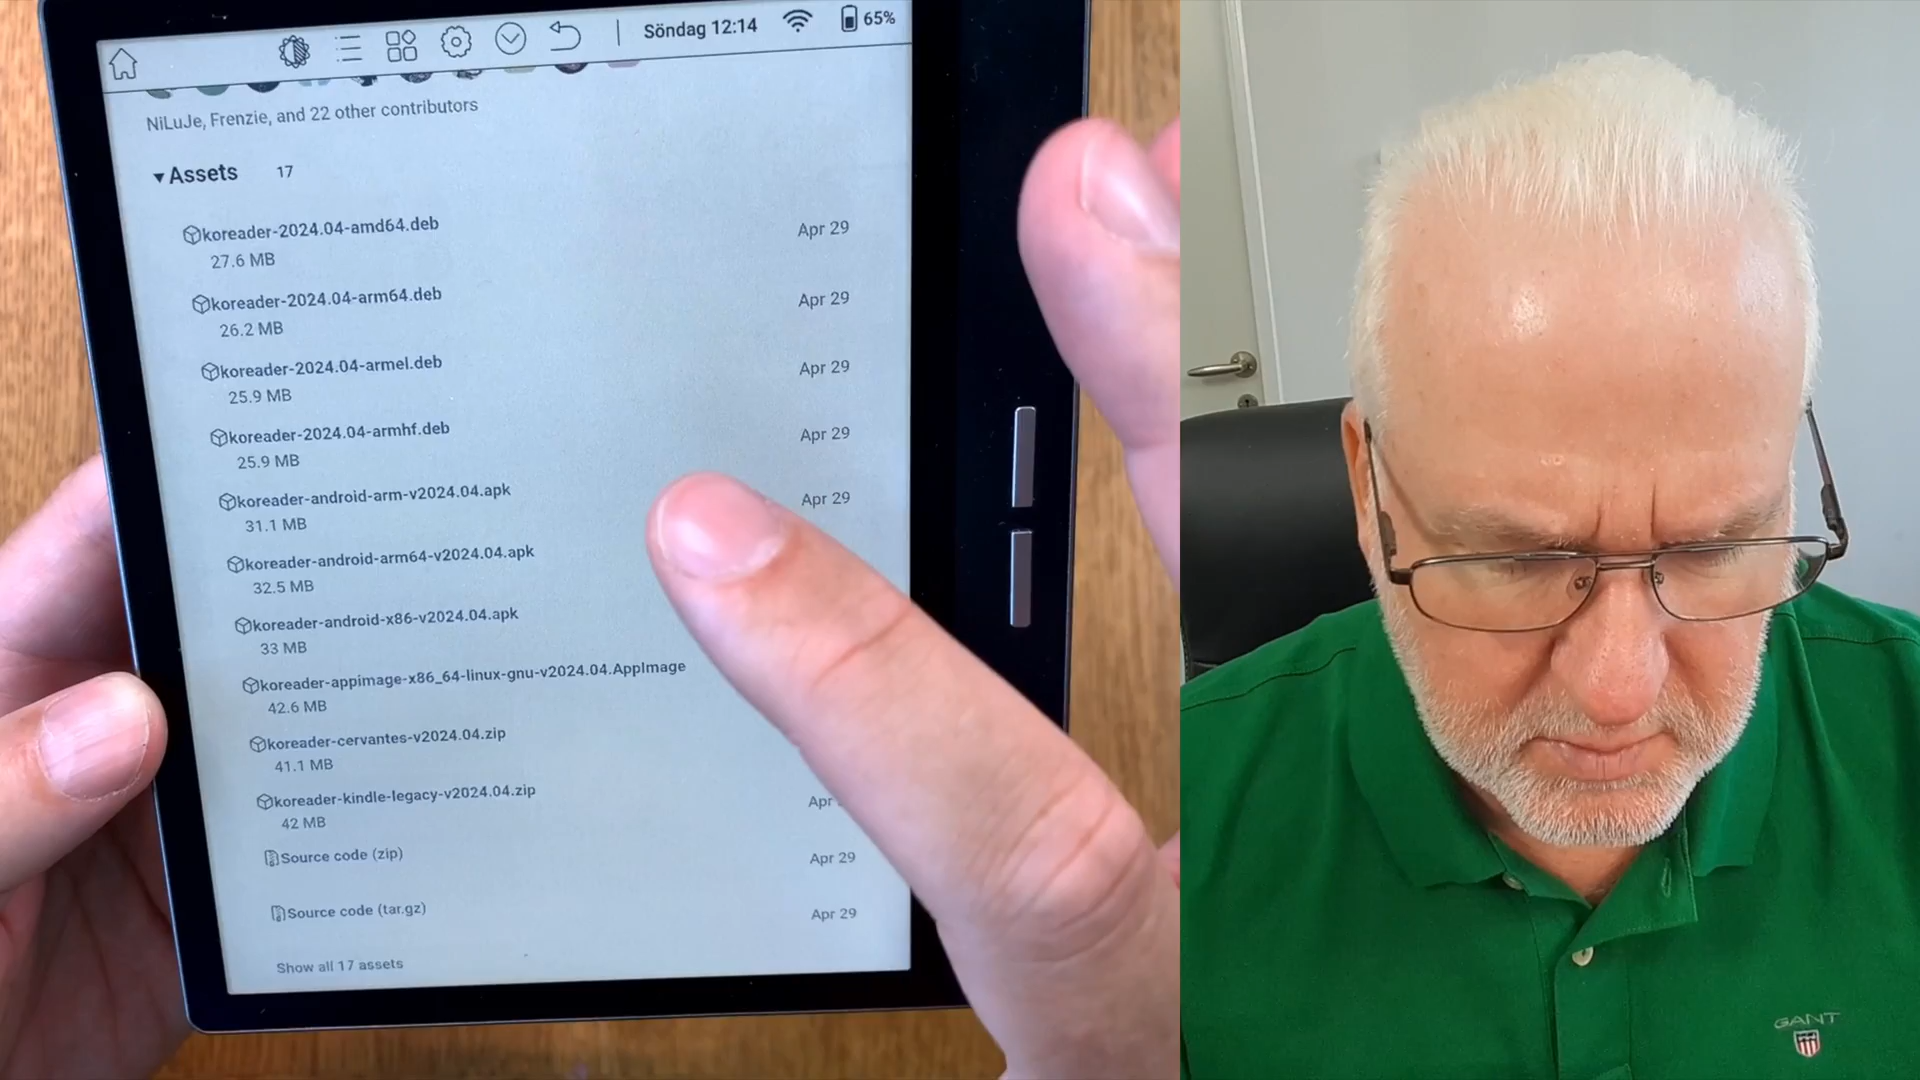 Söndag 12:14
65%
NiLuJe, Frenzie, and 22 other contributors
Assets 17
koreader-2024.04-amd64.deb Apr 29
27.6 MB
koreader-2024.04-arm64.deb Apr 29
26.2 MB
koreader-2024.04-armel.deb Apr 29
25.9 MB
koreader-2024.04-armhf.deb Apr 29
25.9 MB
koreader-android-arm-v2024.04.apk Apr 29
31.1 MB
koreader-android-arm64-v2024.04.apk
32.5 MB
koreader-android-x86-v2024.04.apk
33 MB
koreader-appimage-x86_64-linux-gnu-v2024.04.AppImage
42.6 MB
koreader-cervantes-v2024.04.zip
41.1 MB
koreader-kindle-legacy-v2024.04.zip Apr
42 MB
Source code (zip) Apr 29
Source code (tar.gz) Apr 29
Show all 17 assets
GANT